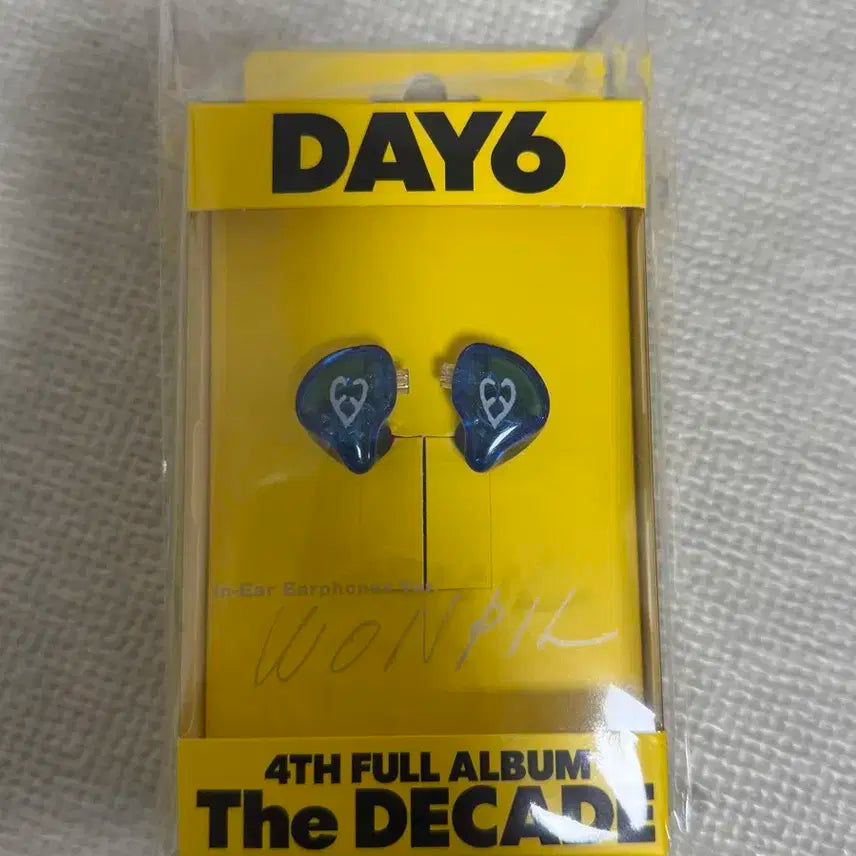 DAY6
In-Ear Earphones Set
WONPIL
4TH FULL ALBUM
The DECADE